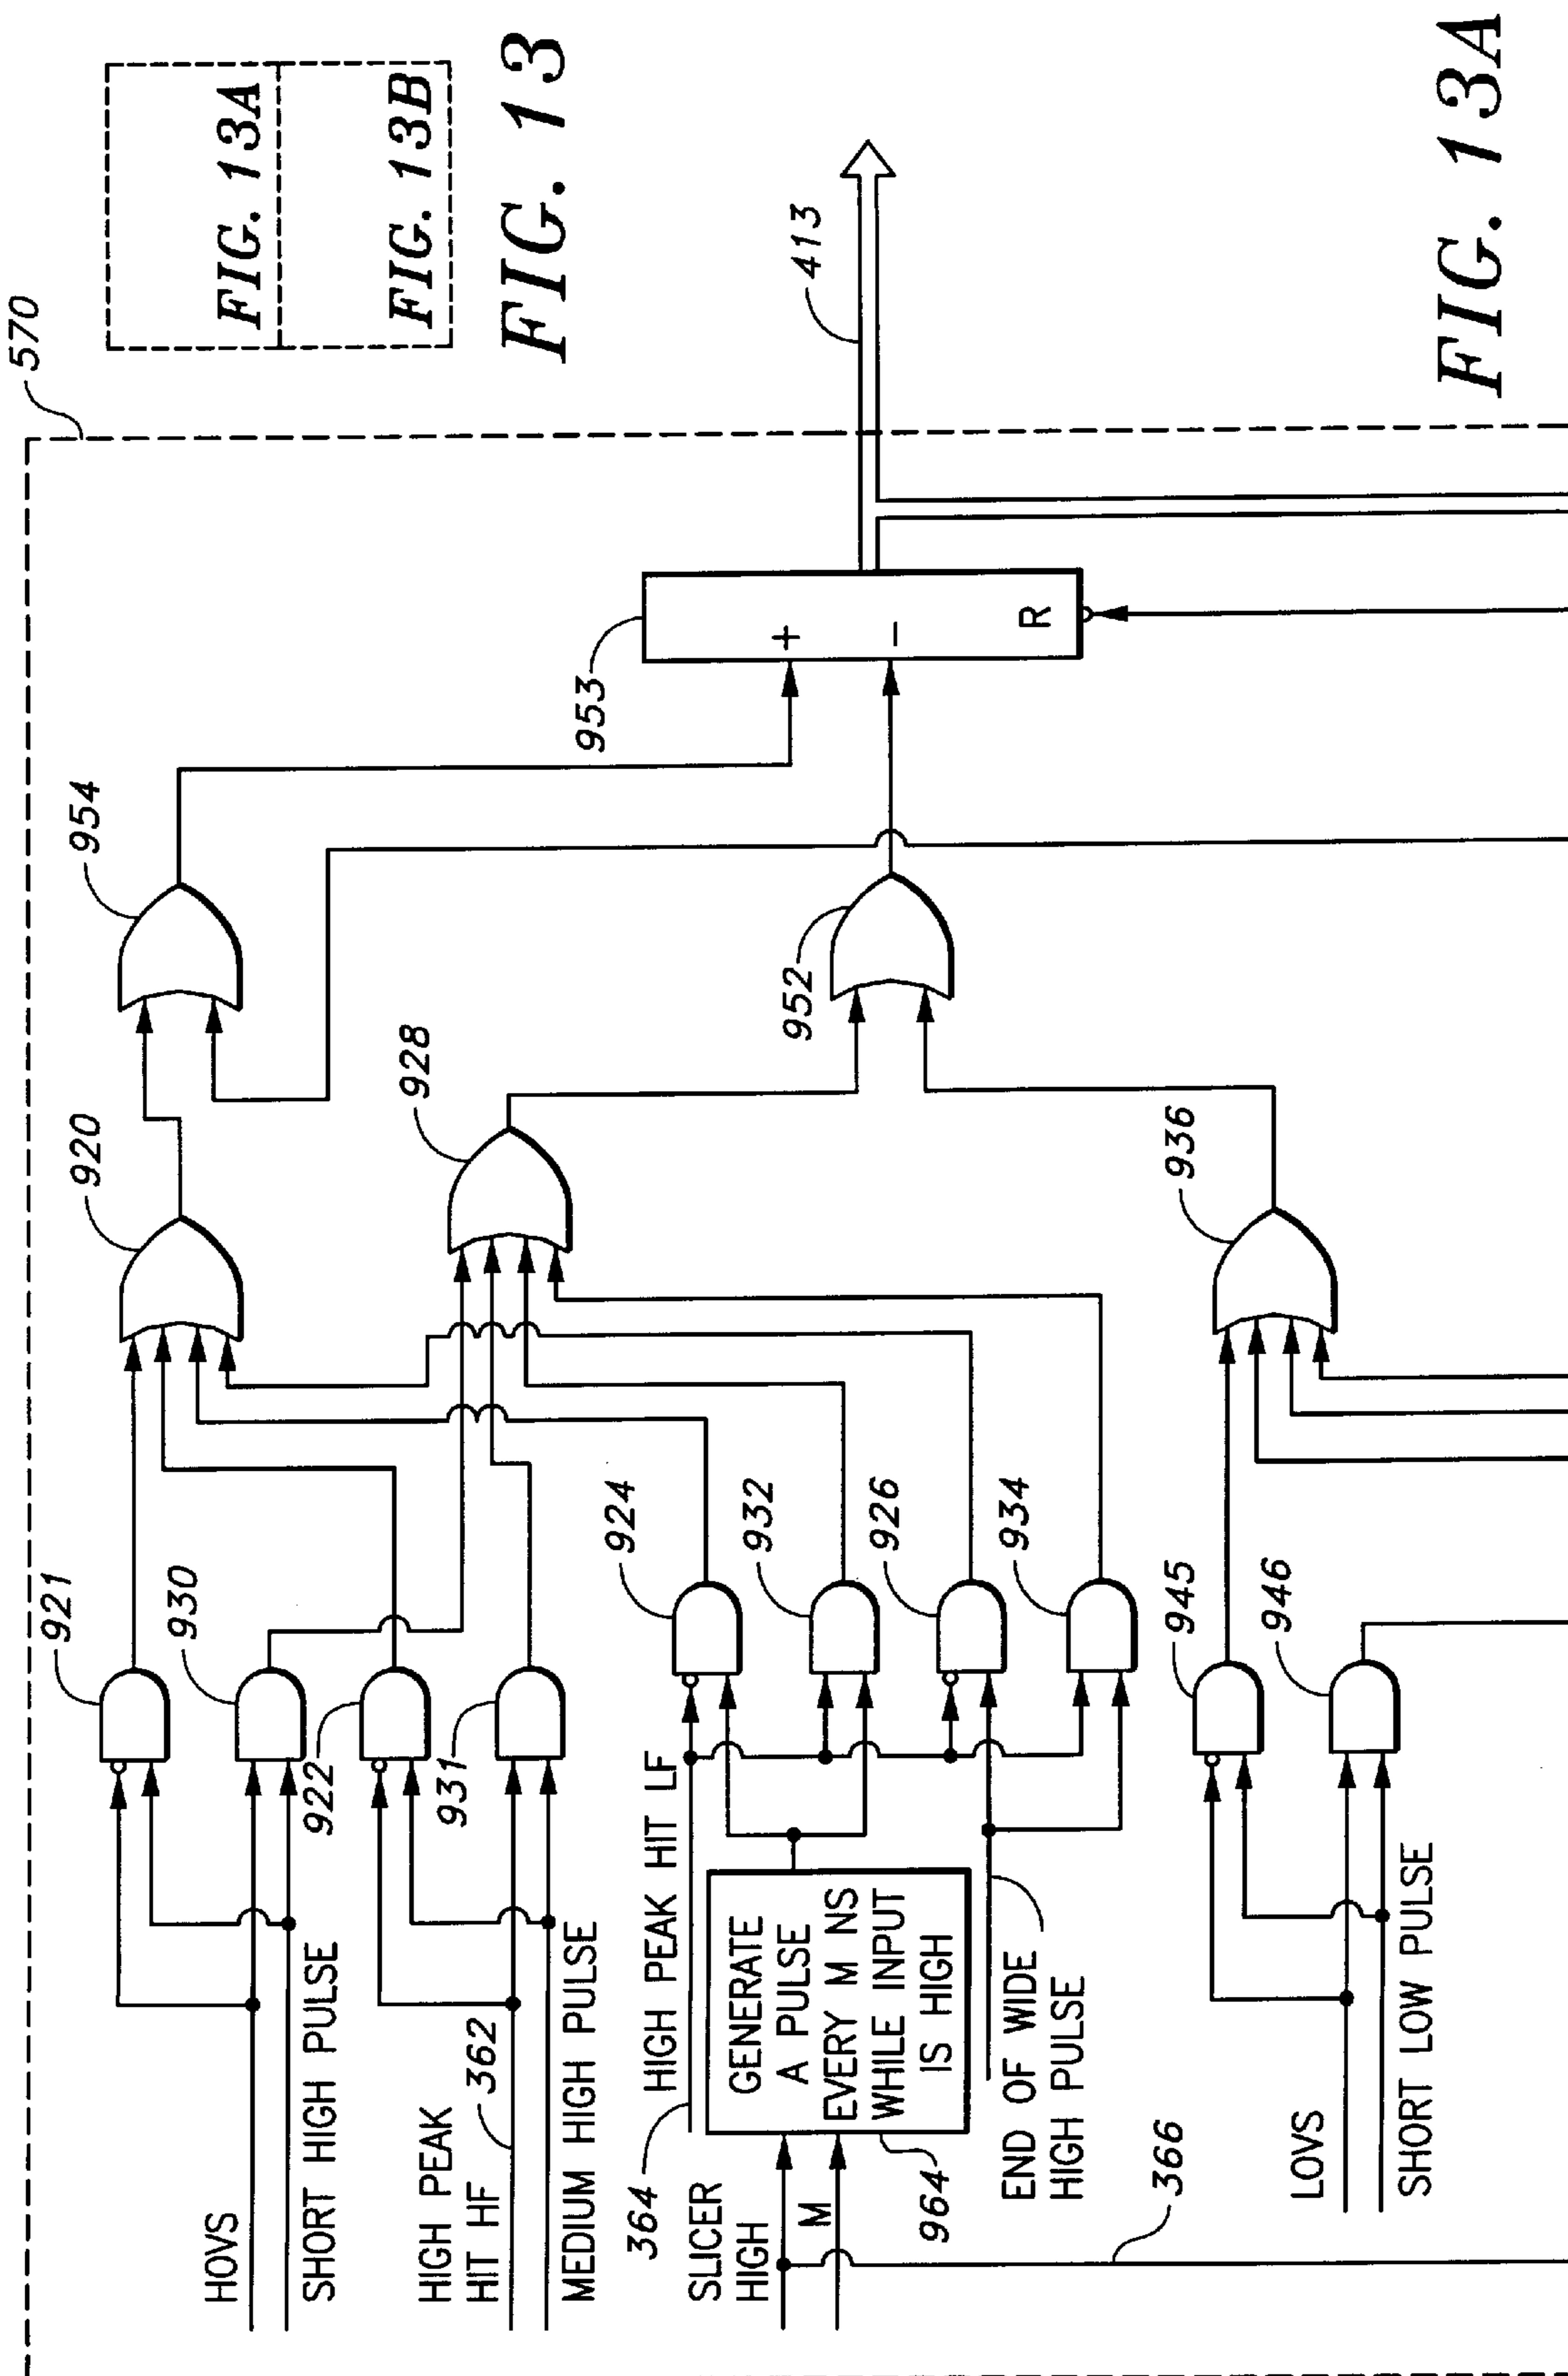 570
FIG. 13A
FIG. 13B
FIG. 13
954
920
921
930
HOVS
SHORT HIGH PULSE
922
928
931
HIGH PEAK
HIT HF
362
MEDIUM HIGH PULSE
953
+
-
R
413
924
364
HIGH PEAK HIT LF
SLICER
HIGH
M
GENERATE
A PULSE
EVERY M NS
WHILE INPUT
IS HIGH
964
932
926
934
952
END OF WIDE
HIGH PULSE
366
936
945
946
LOVS
SHORT LOW PULSE
FIG. 13A